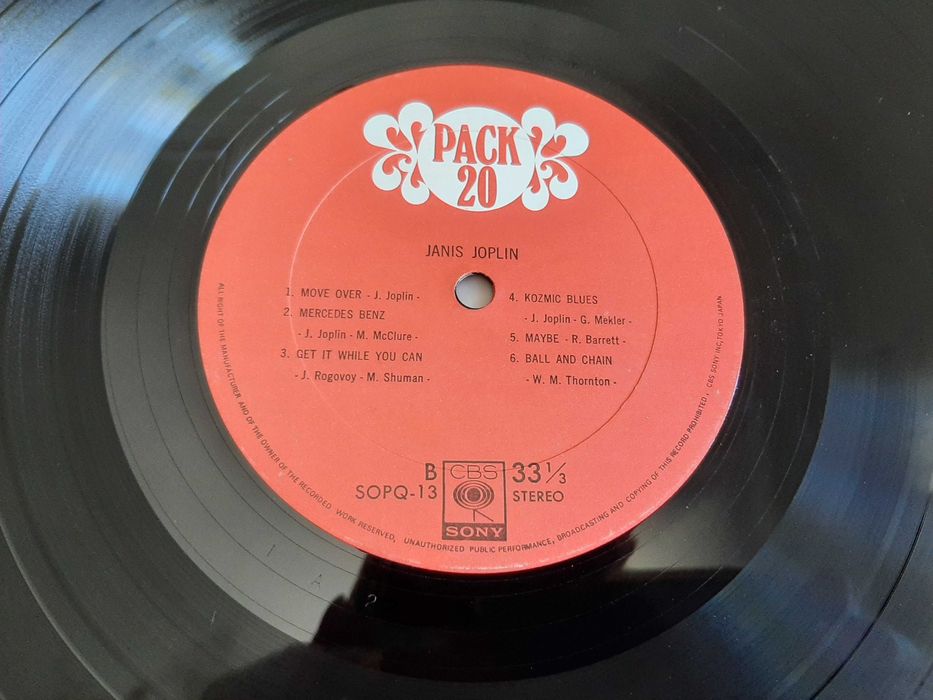 PACK
20
JANIS JOPLIN
1. MOVE OVER - J. Joplin -
2. MERCEDES BENZ
- J. Joplin - M. McClure -
3. GET IT WHILE YOU CAN
- J. Rogovoy - M. Shuman -
4. KOZMIC BLUES
- J. Joplin - G. Mekler -
5. MAYBE - R. Barrett -
6. BALL AND CHAIN
- W. M. Thornton -
B
SOPQ-13
CBS
SONY
33⅓
STEREO
ALL RIGHT OF THE MANUFACTURER AND OF THE OWNER OF THE RECORDED WORK RESERVED, UNAUTHORIZED PUBLIC PERFORMANCE, BROADCASTING AND COPYING OF THIS RECORD PROHIBITED, CBS SONY INC, TOKYO JAPAN
1 A 2